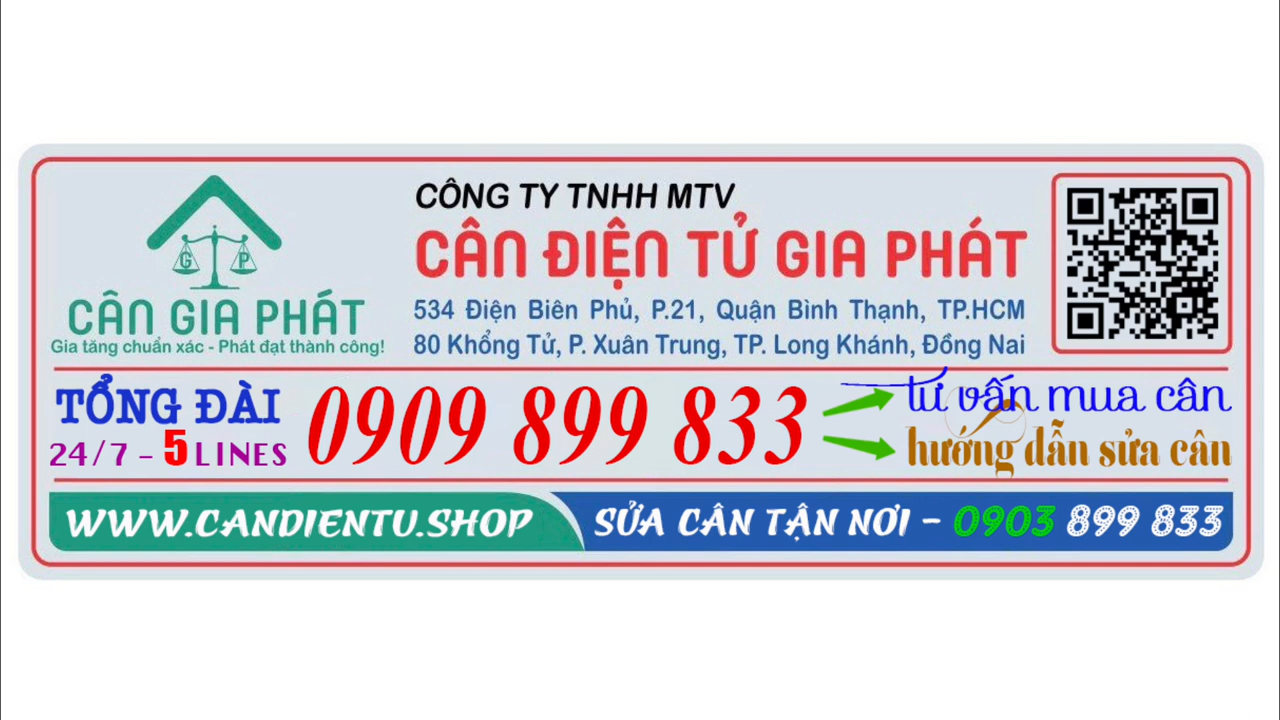 G P
CÂN GIA PHÁT
Gia tăng chuẩn xác - Phát đạt thành công!
CÔNG TY TNHH MTV
CÂN ĐIỆN TỬ GIA PHÁT
534 Điện Biên Phủ, P.21, Quận Bình Thạnh, TP.HCM
80 Khổng Tử, P. Xuân Trung, TP. Long Khánh, Đồng Nai
TỔNG ĐÀI
24/7 - 5 LINES
0909 899 833
tư vấn mua cân
hướng dẫn sửa cân
WWW.CANDIENTU.SHOP
SỬA CÂN TẬN NƠI - 0903 899 833